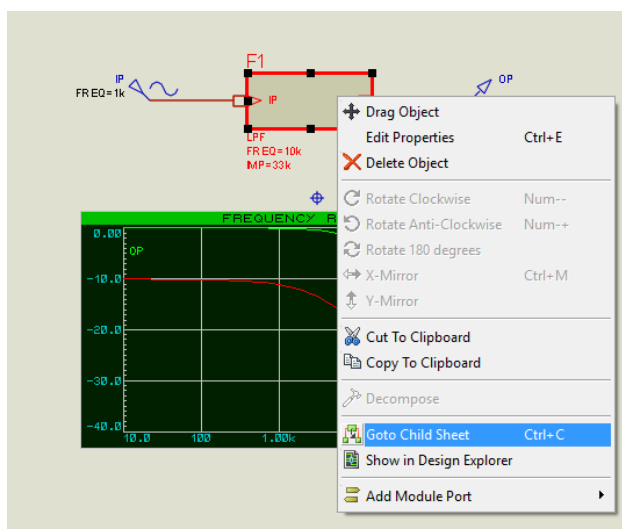 F1
IP
FREQ=1k
IP
OP
LPF
FREQ=10k
IMP=33k
FREQUENCY R
0.00
OP
-10.0
-20.0
-30.0
-40.0
10.0 100 1.00k
Drag Object
Edit Properties Ctrl+E
Delete Object
Rotate Clockwise Num--
Rotate Anti-Clockwise Num-+
Rotate 180 degrees
X-Mirror Ctrl+M
Y-Mirror
Cut To Clipboard
Copy To Clipboard
Decompose
Goto Child Sheet Ctrl+C
Show in Design Explorer
Add Module Port